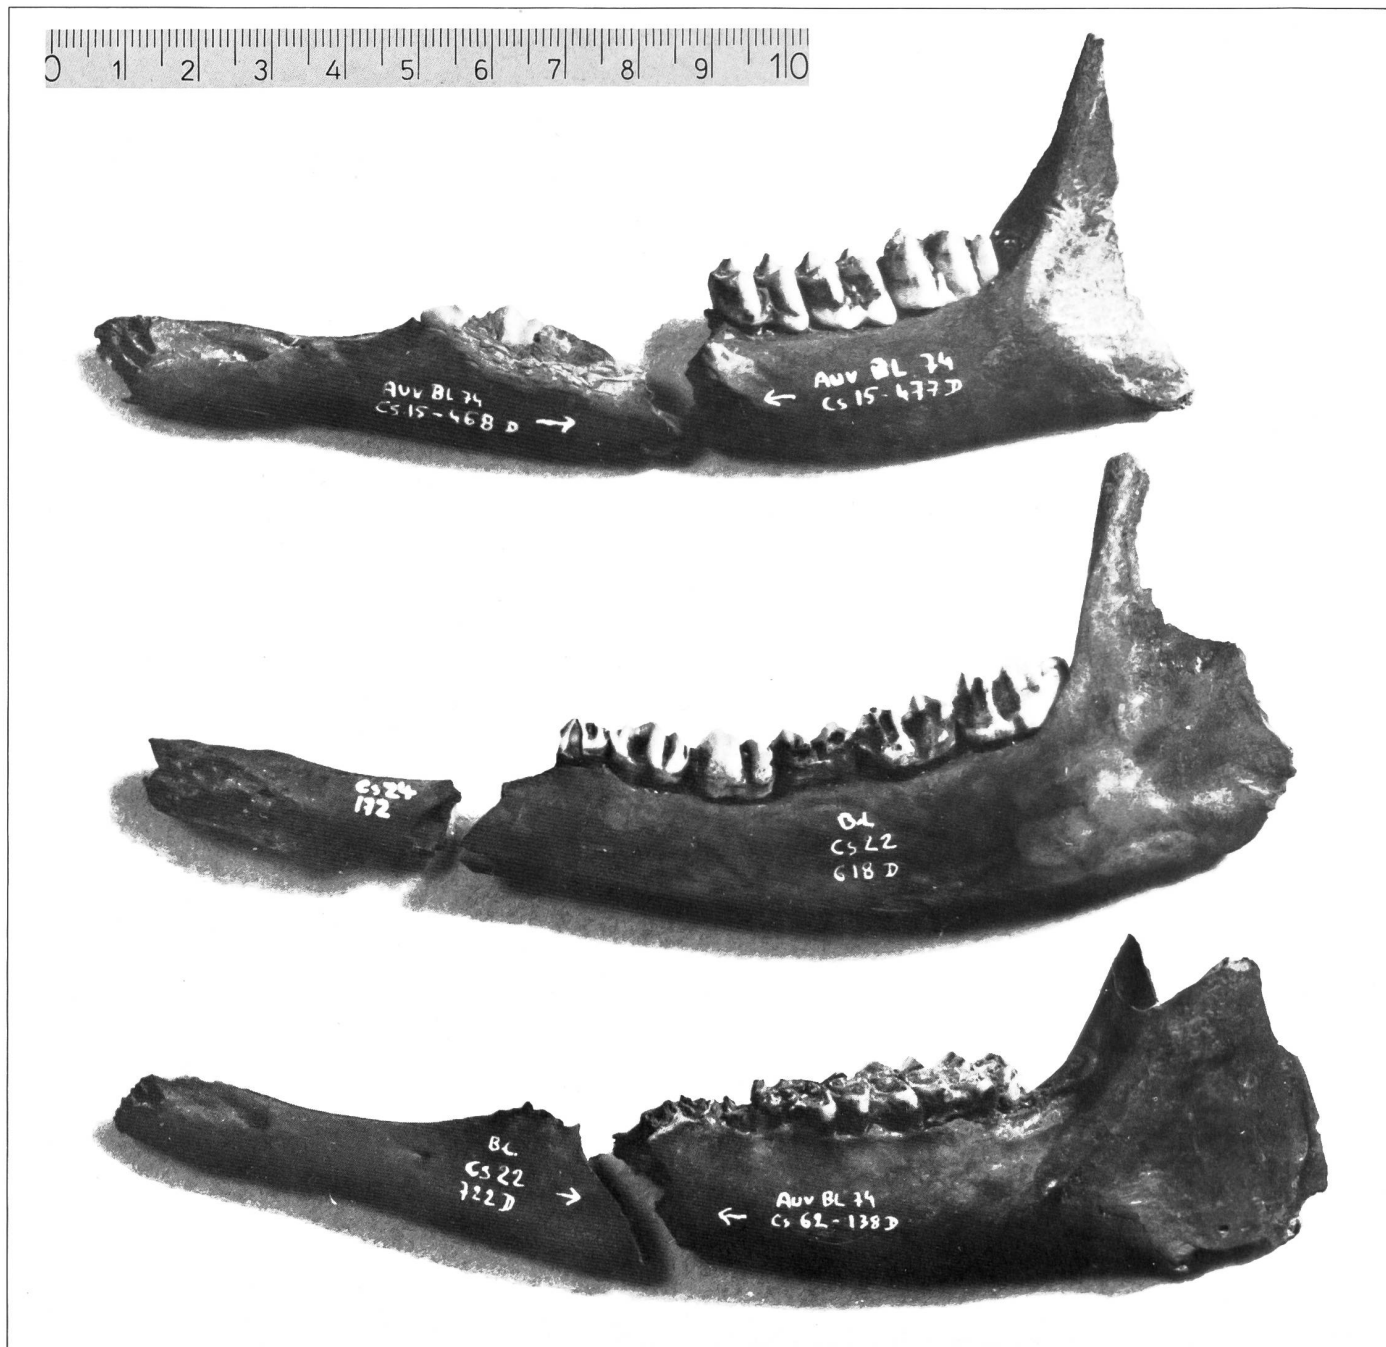 0 1 2 3 4 5 6 7 8 9 10
AUV BL 74
CS 15-468 D →
AUV BL 74
← CS 15-477 D
CS 24
172
BL
CS 22
618 D
BL
CS 22
722 D →
AUV BL 74
← CS 62-138 D